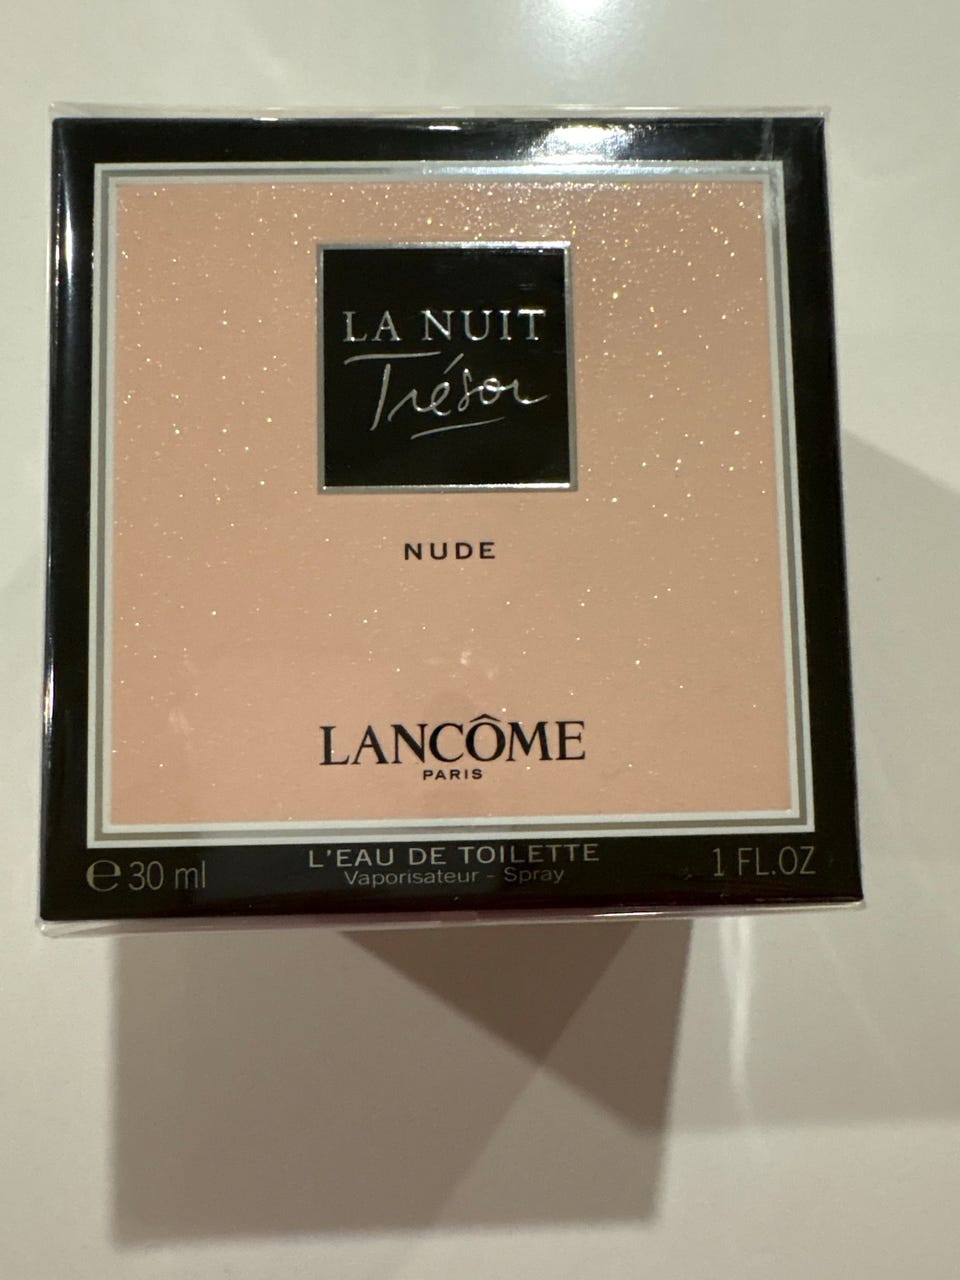 LA NUIT
Trésor
NUDE
LANCÔME
PARIS
L'EAU DE TOILETTE
℮30 ml Vaporisateur - Spray 1 FL.OZ